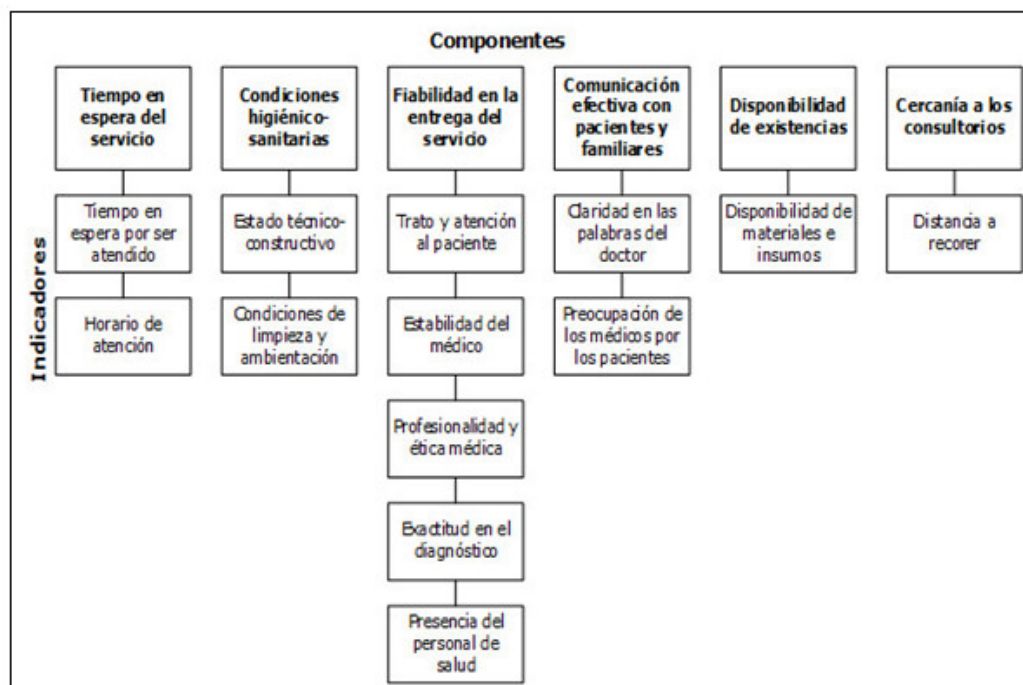 Componentes
Tiempo en
espera del
servicio
Condiciones
higiénico-
sanitarias
Fiabilidad en la
entrega del
servicio
Comunicación
efectiva con
pacientes y
familiares
Disponibilidad
de existencias
Cercanía a los
consultorios
Indicadores
Tiempo en
espera por ser
atendido
Estado técnico-
constructivo
Trato y atención
al paciente
Claridad en las
palabras del
doctor
Disponibilidad de
materiales e
insumos
Distancia a
recorer
Horario de
atención
Condiciones de
limpieza y
ambientación
Estabilidad del
médico
Preocupación de
los médicos por
los pacientes
Profesionalidad y
ética médica
Exactitud en el
diagnóstico
Presencia del
personal de
salud